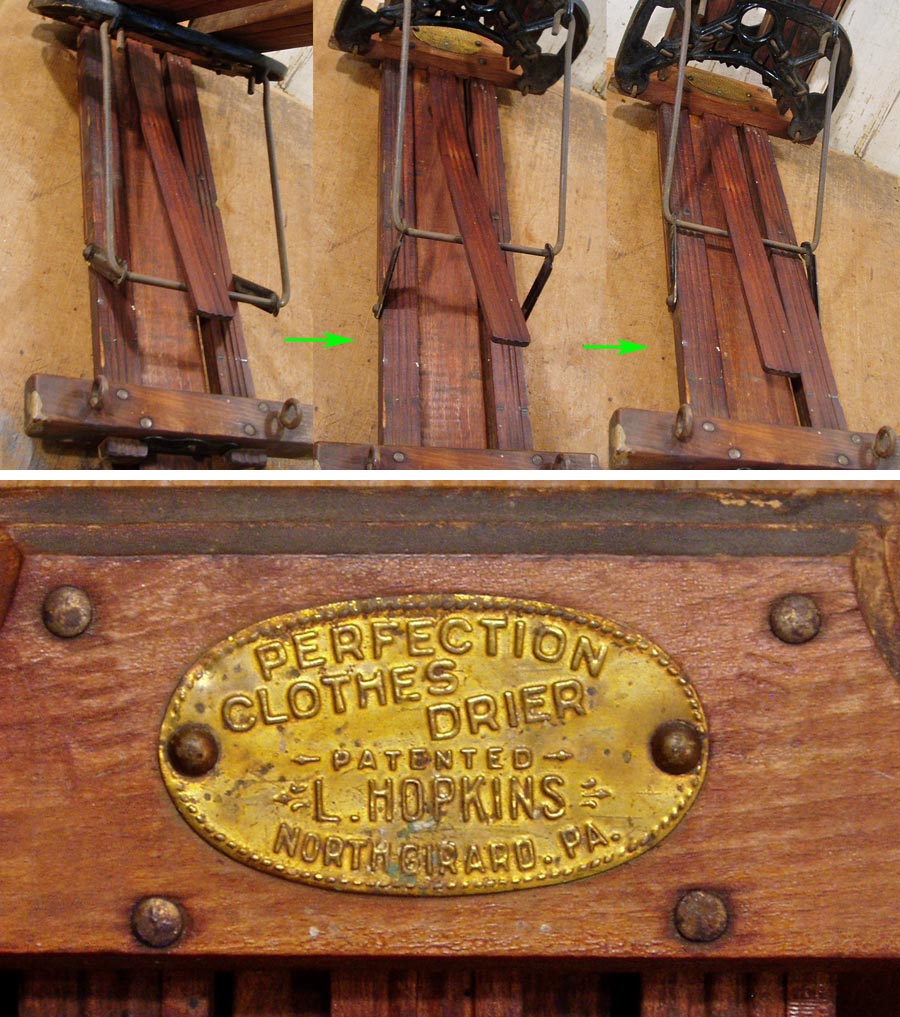 PERFECTION
CLOTHES
DRIER
PATENTED
L. HOPKINS
NORTH GIRARD. PA.